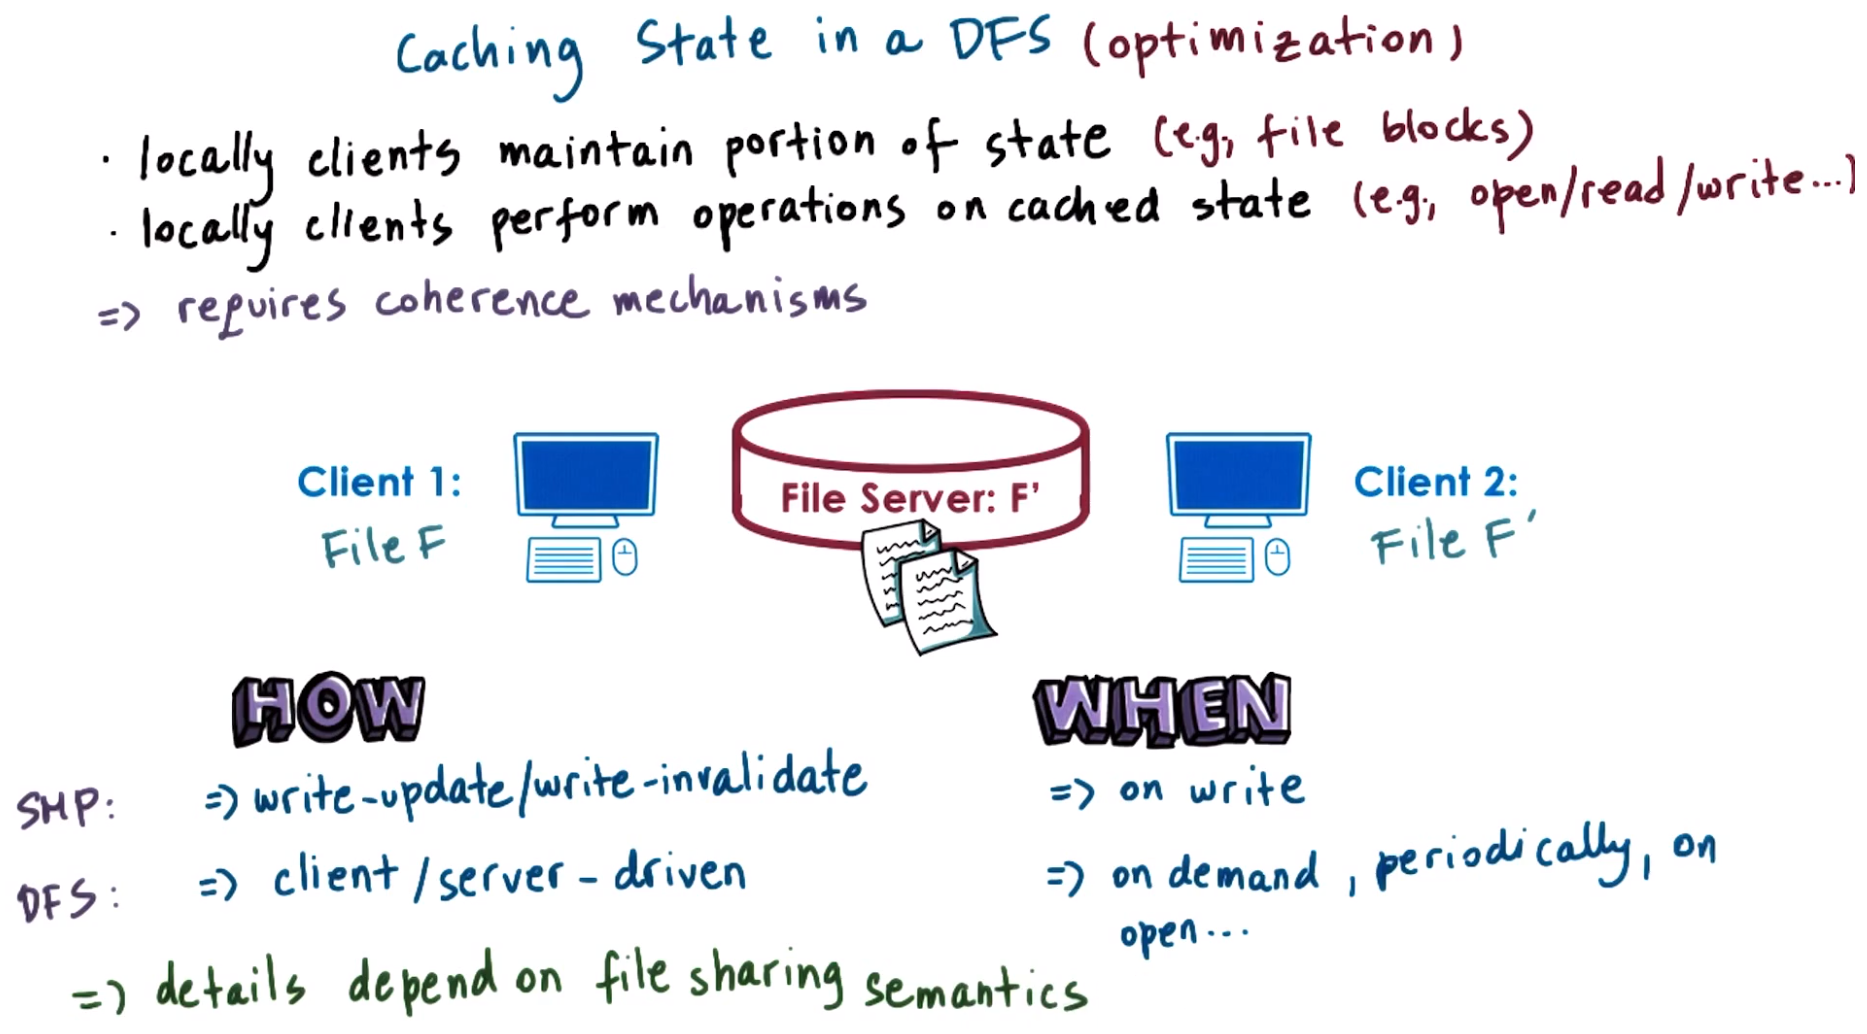 Caching State in a DFS (optimization)
· locally clients maintain portion of state (e.g., file blocks)
· locally clients perform operations on cached state (e.g., open/read/write...)
=> requires coherence mechanisms
Client 1:
File F
File Server: F'
Client 2:
File F'
HOW
WHEN
SMP: => write-update/write-invalidate
=> on write
DFS: => client/server-driven
=> on demand, periodically, on
open...
=> details depend on file sharing semantics